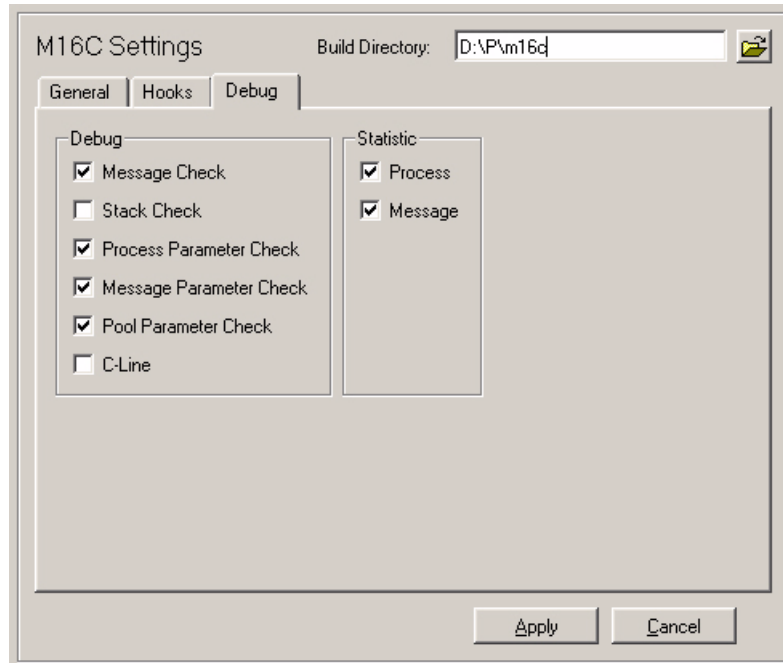 M16C Settings
Build Directory: D:\P\m16c
General Hooks Debug
Debug
Message Check
Stack Check
Process Parameter Check
Message Parameter Check
Pool Parameter Check
C-Line
Statistic
Process
Message
Apply Cancel